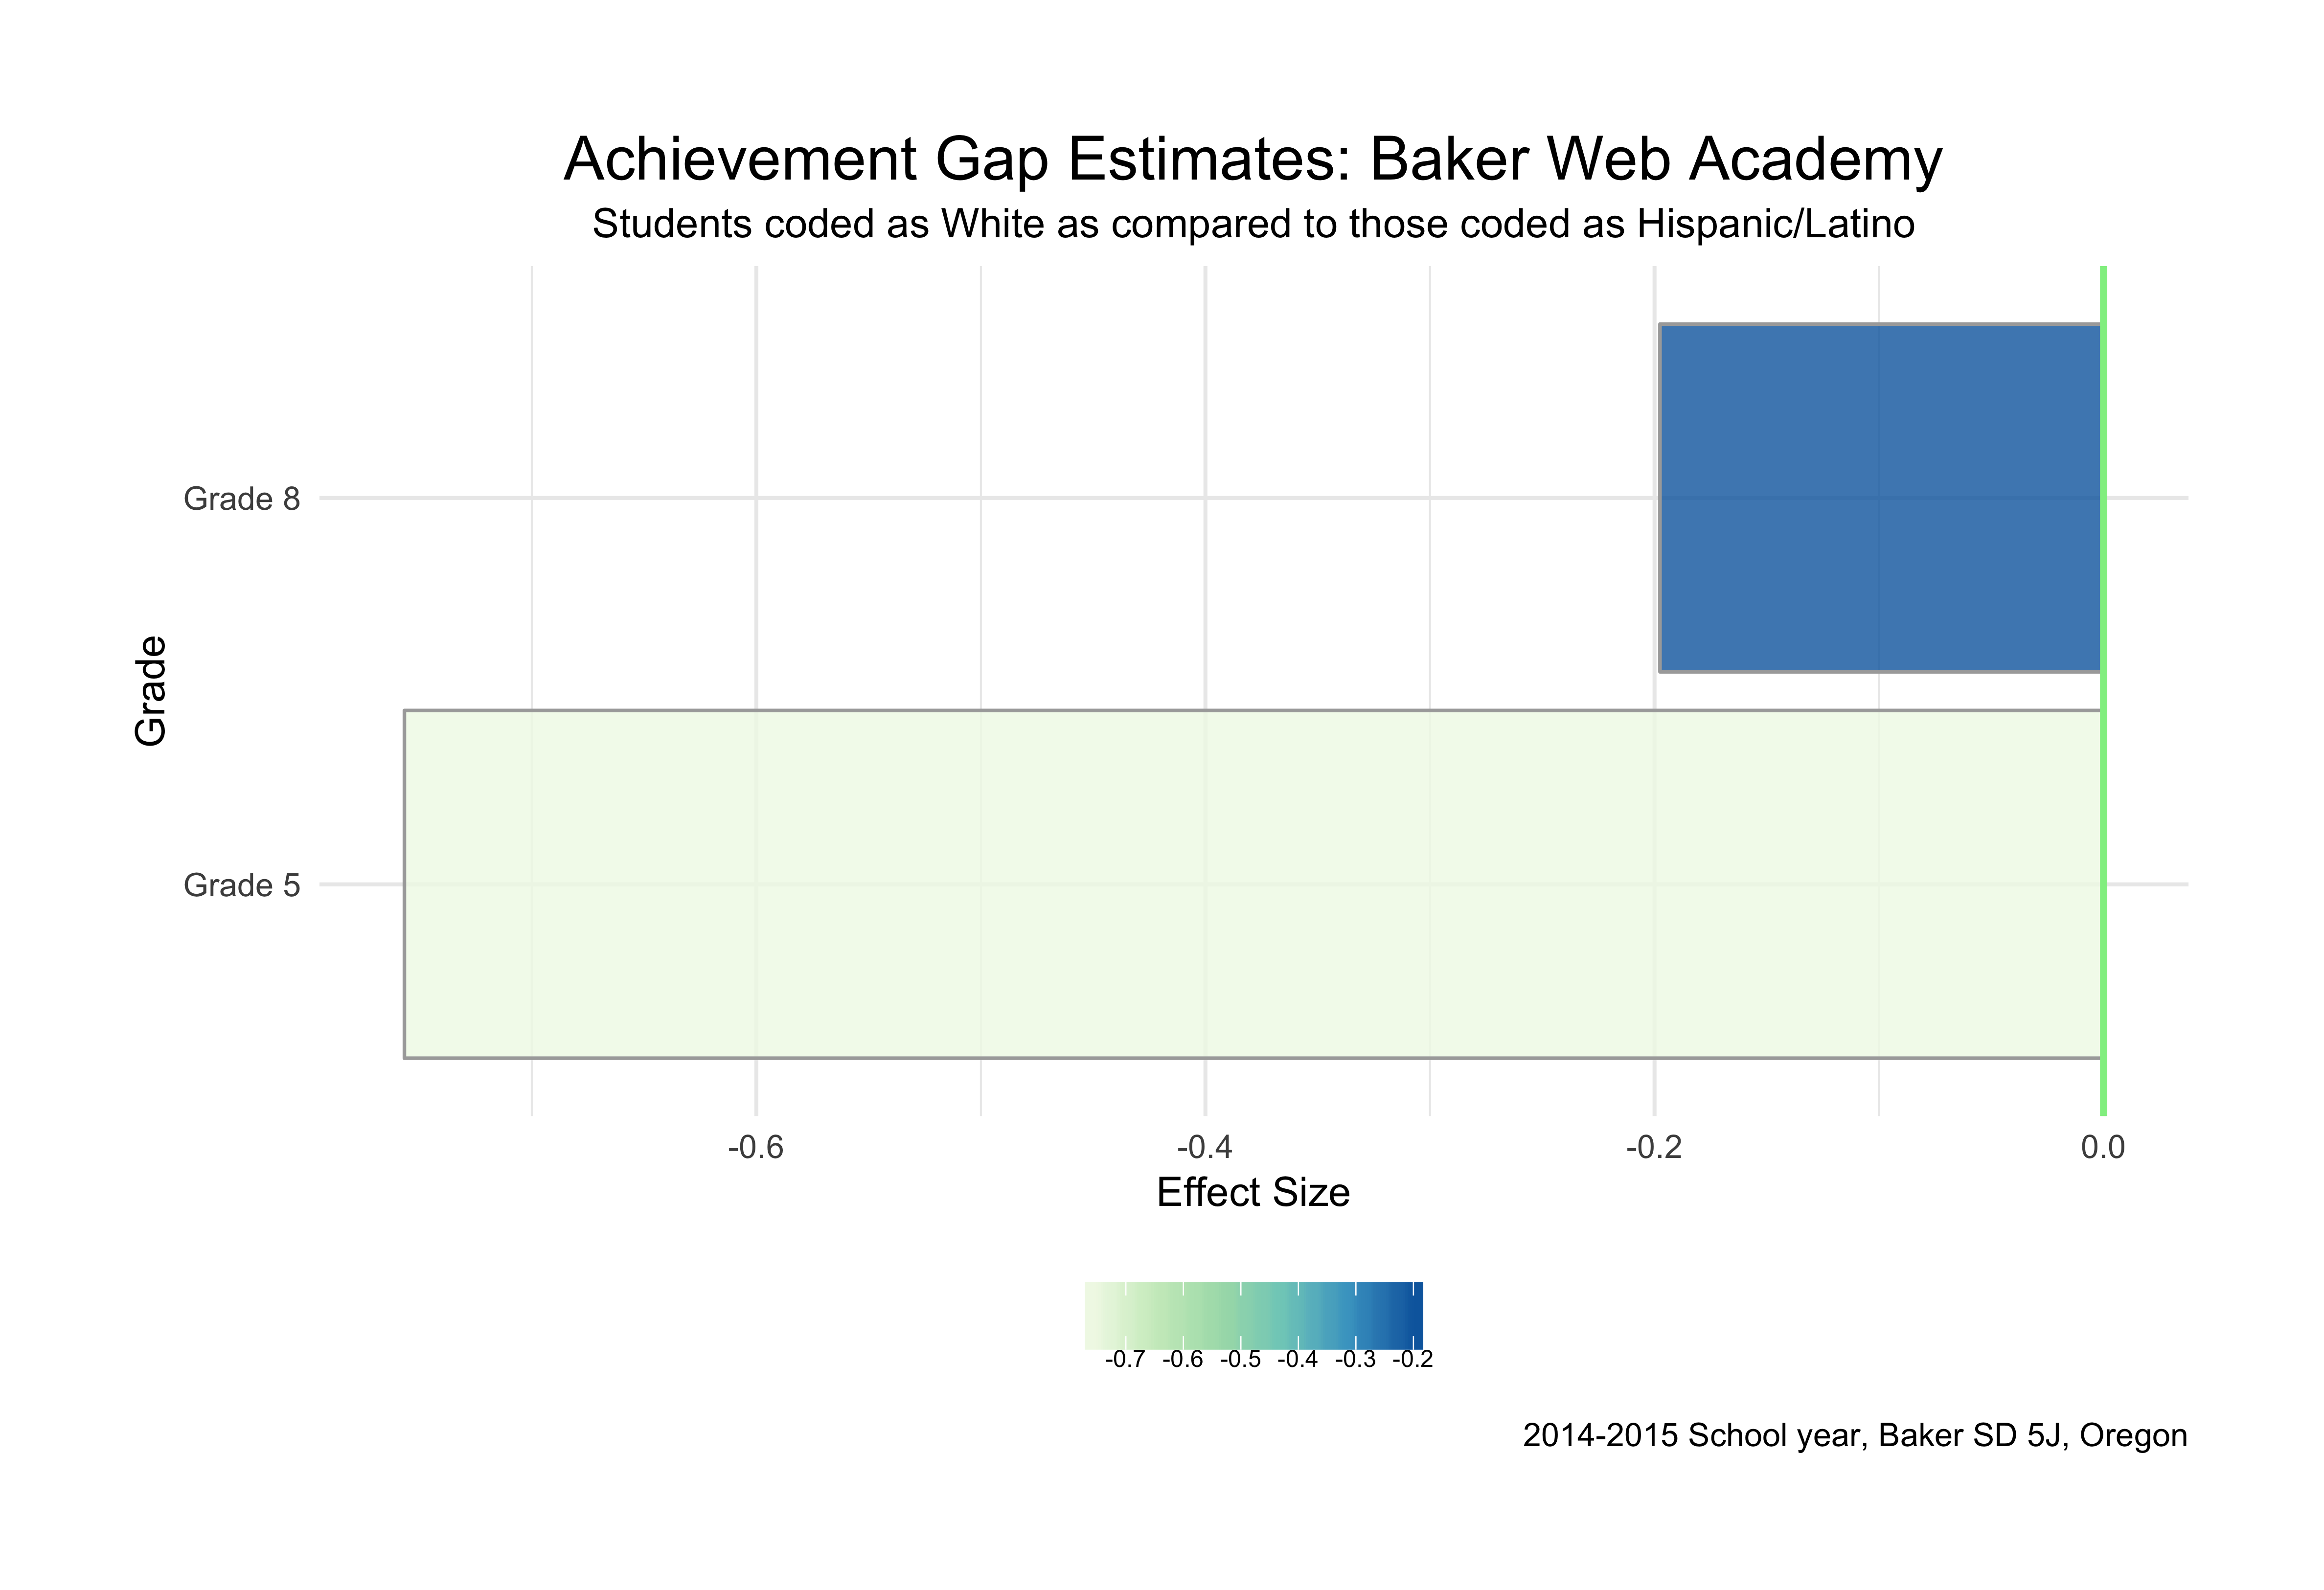 Achievement Gap Estimates: Baker Web Academy
Students coded as White as compared to those coded as Hispanic/Latino
Grade
Grade 8
Grade 5
-0.6 -0.4 -0.2 0.0
Effect Size
-0.7 -0.6 -0.5 -0.4 -0.3 -0.2
2014-2015 School year, Baker SD 5J, Oregon